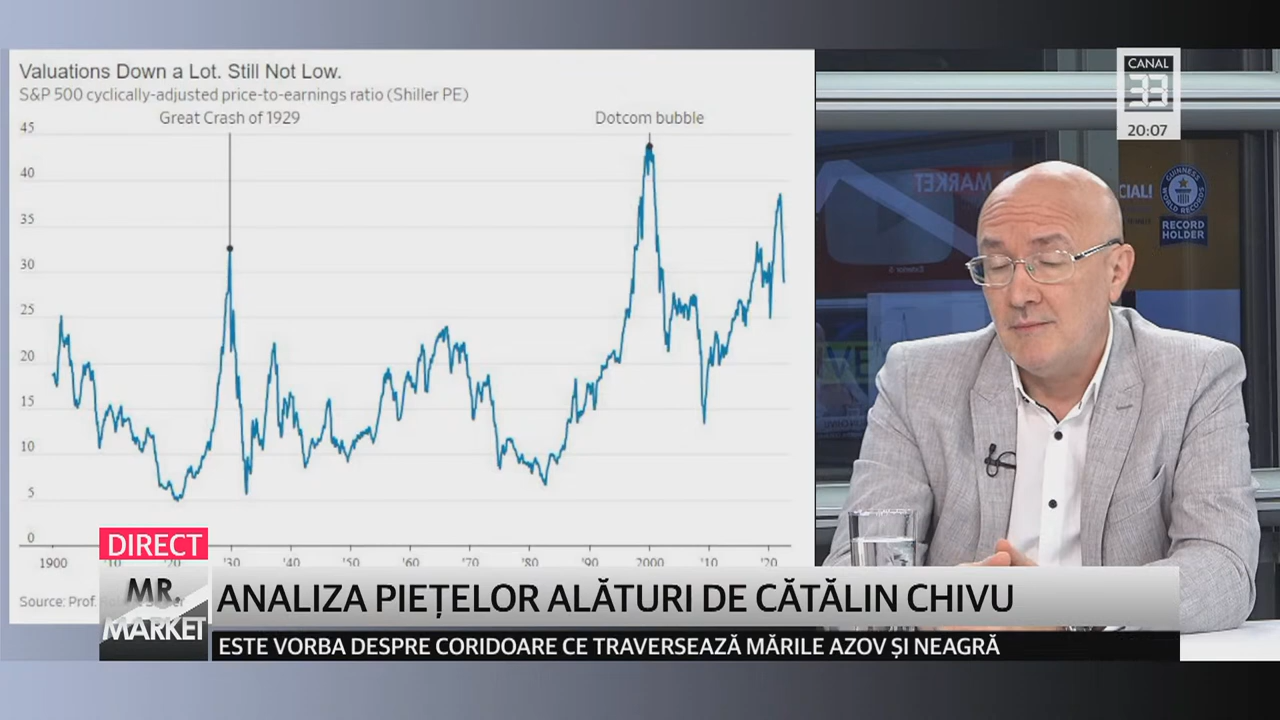 Valuations Down a Lot. Still Not Low.
S&P 500 cyclically-adjusted price-to-earnings ratio (Shiller PE)
Great Crash of 1929
Dotcom bubble
45
40
35
30
25
20
15
10
5
0
1900
'10
'30
'40
'50
'60
'70
'80
'90
2000
'10
'20
Source: Prof.
CANAL
33
20:07
MARKET
CIALI
GUINNESS
WORLD RECORDS
RECORD
HOLDER
DIRECT
MR.
MARKET
ANALIZA PIEȚELOR ALĂTURI DE CĂTĂLIN CHIVU
ESTE VORBA DESPRE CORIDOARE CE TRAVERSEAZĂ MĂRILE AZOV ȘI NEAGRĂ